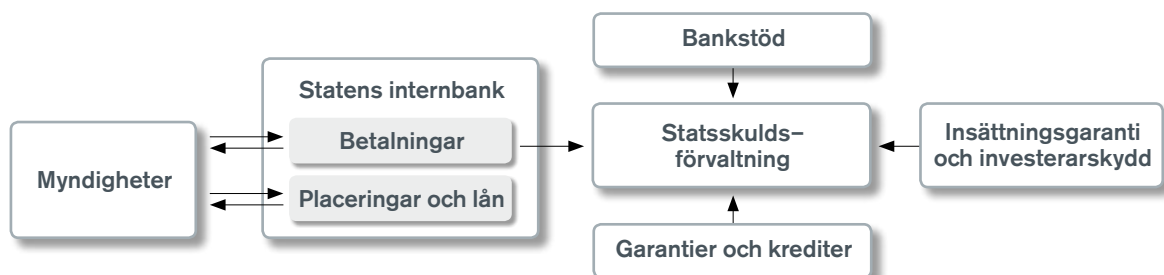 Bankstöd
Statens internbank
Betalningar
Myndigheter
Placeringar och lån
Statsskulds–
förvaltning
Insättningsgaranti
och investerarskydd
Garantier och krediter